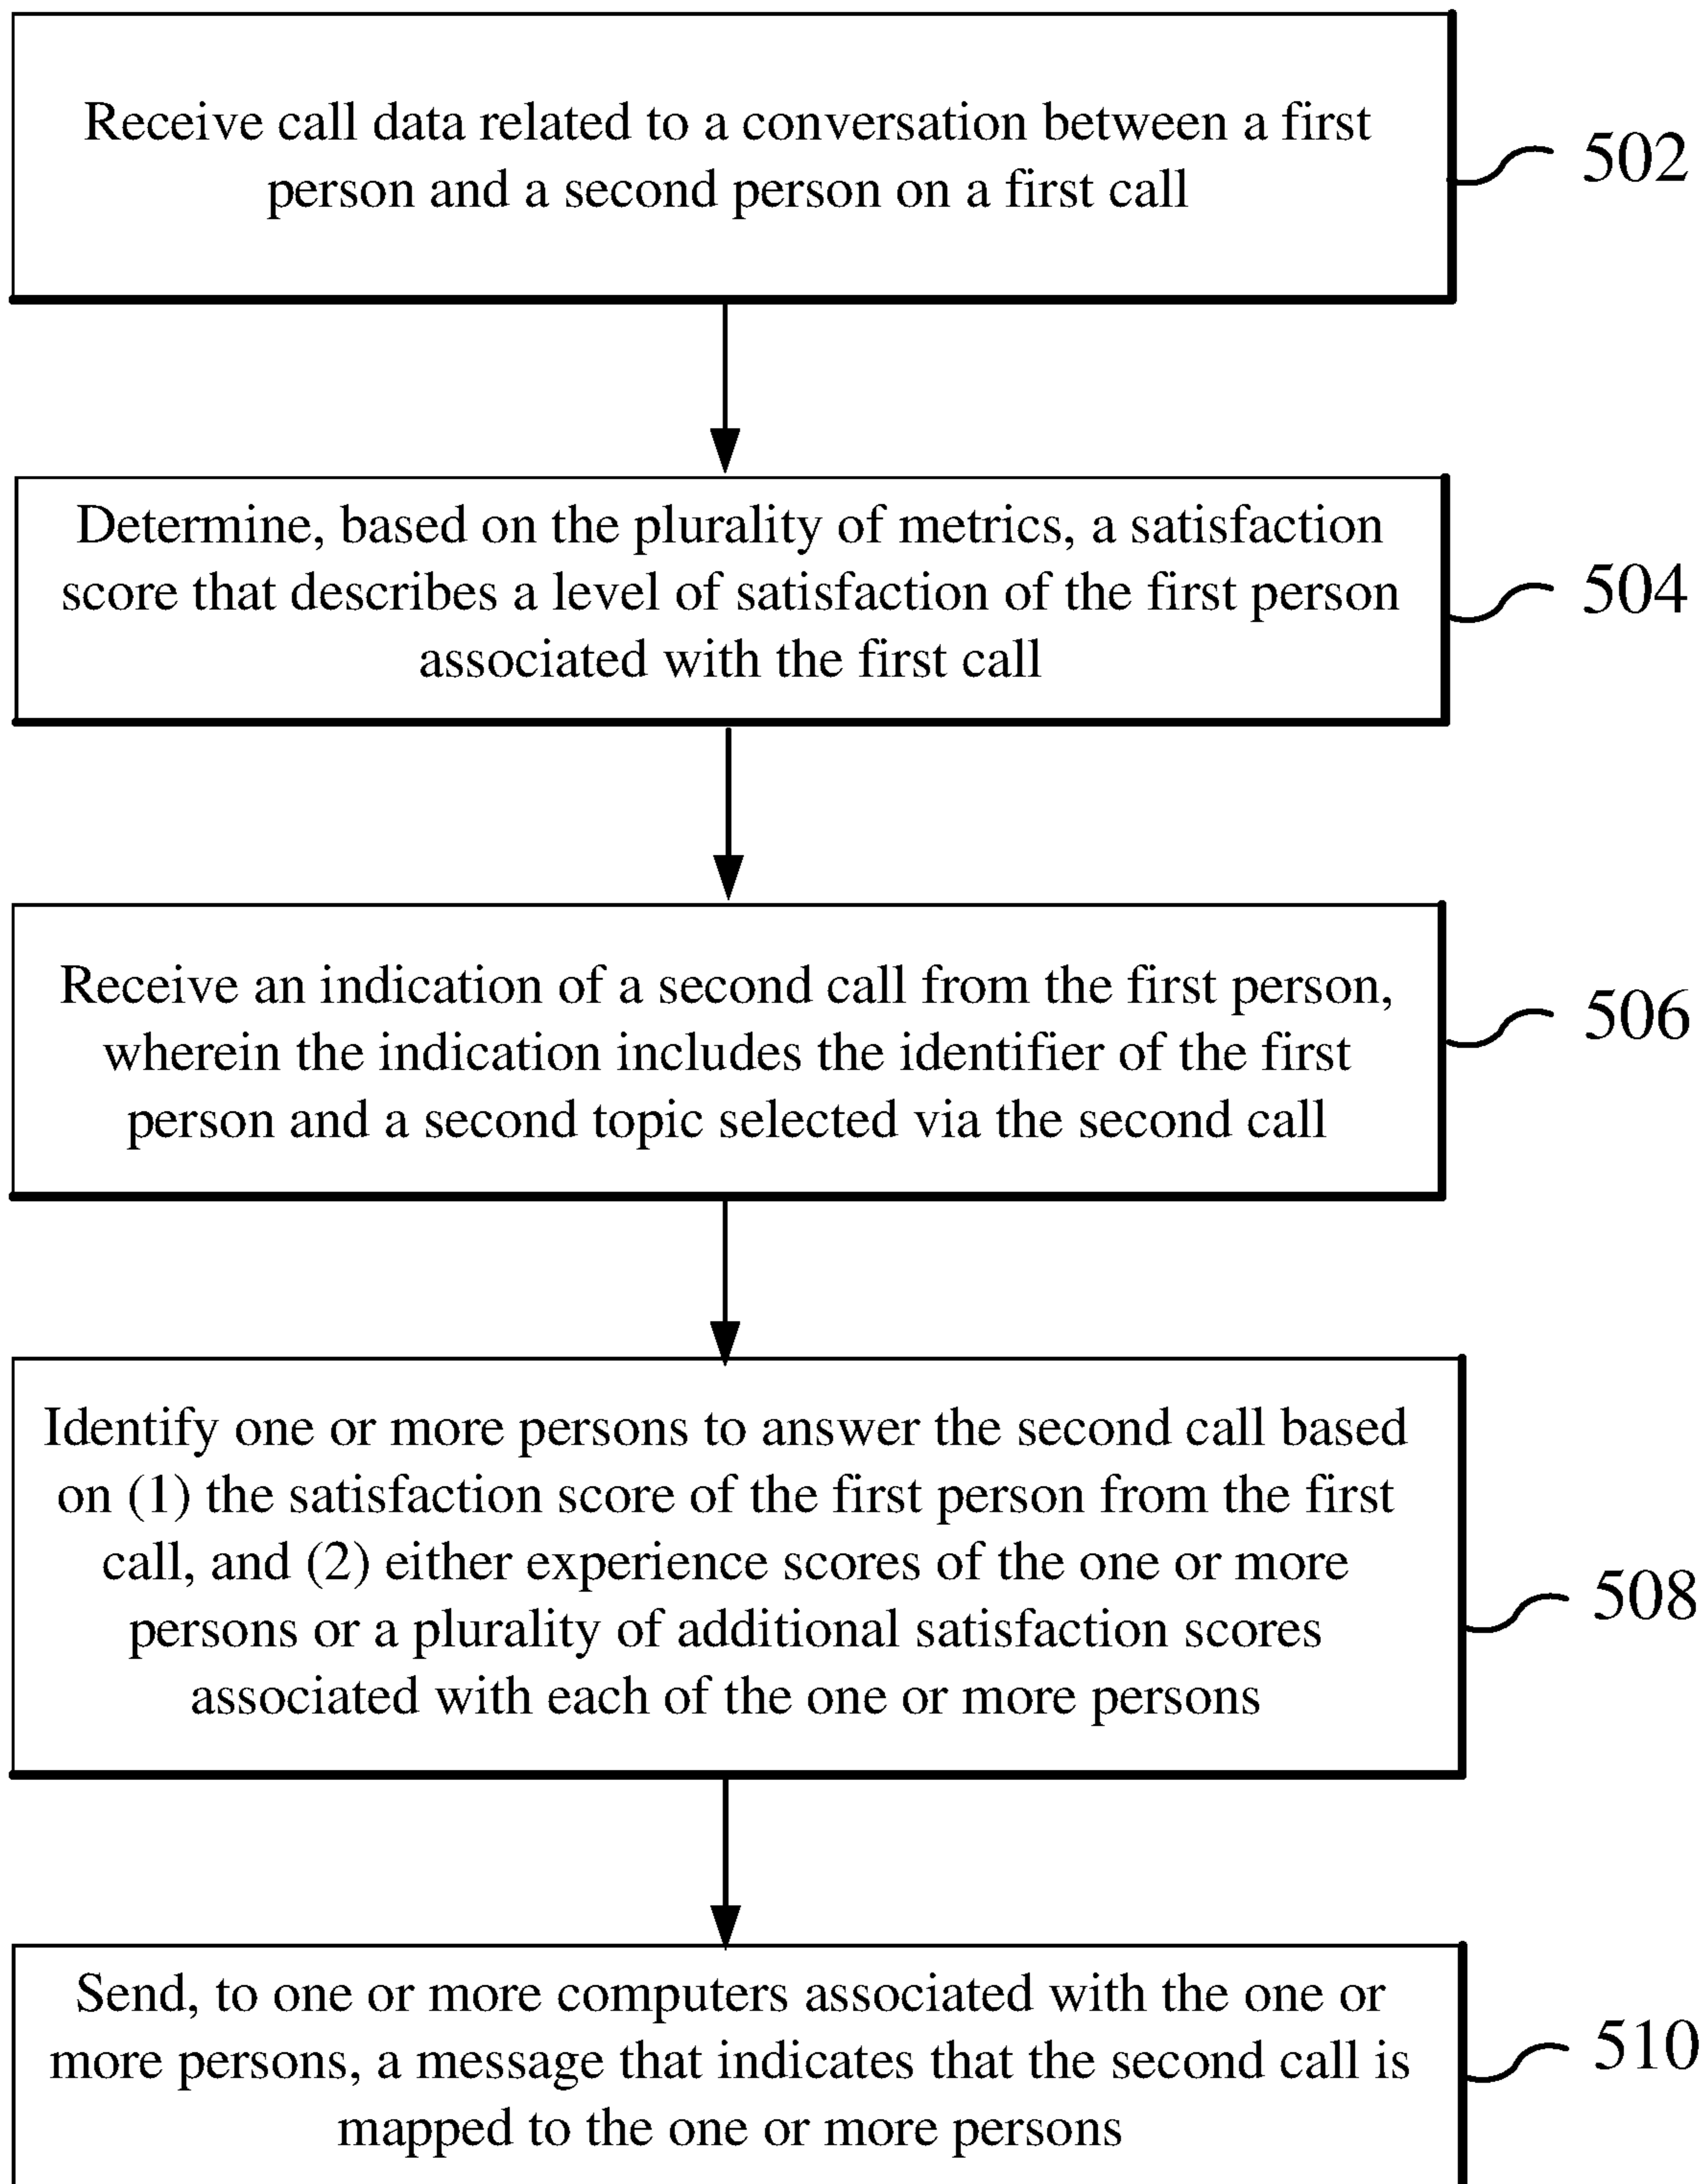 Receive call data related to a conversation between a first
person and a second person on a first call
502
Determine, based on the plurality of metrics, a satisfaction
score that describes a level of satisfaction of the first person
associated with the first call
504
Receive an indication of a second call from the first person,
wherein the indication includes the identifier of the first
person and a second topic selected via the second call
506
Identify one or more persons to answer the second call based
on (1) the satisfaction score of the first person from the first
call, and (2) either experience scores of the one or more
persons or a plurality of additional satisfaction scores
associated with each of the one or more persons
508
Send, to one or more computers associated with the one or
more persons, a message that indicates that the second call is
mapped to the one or more persons
510